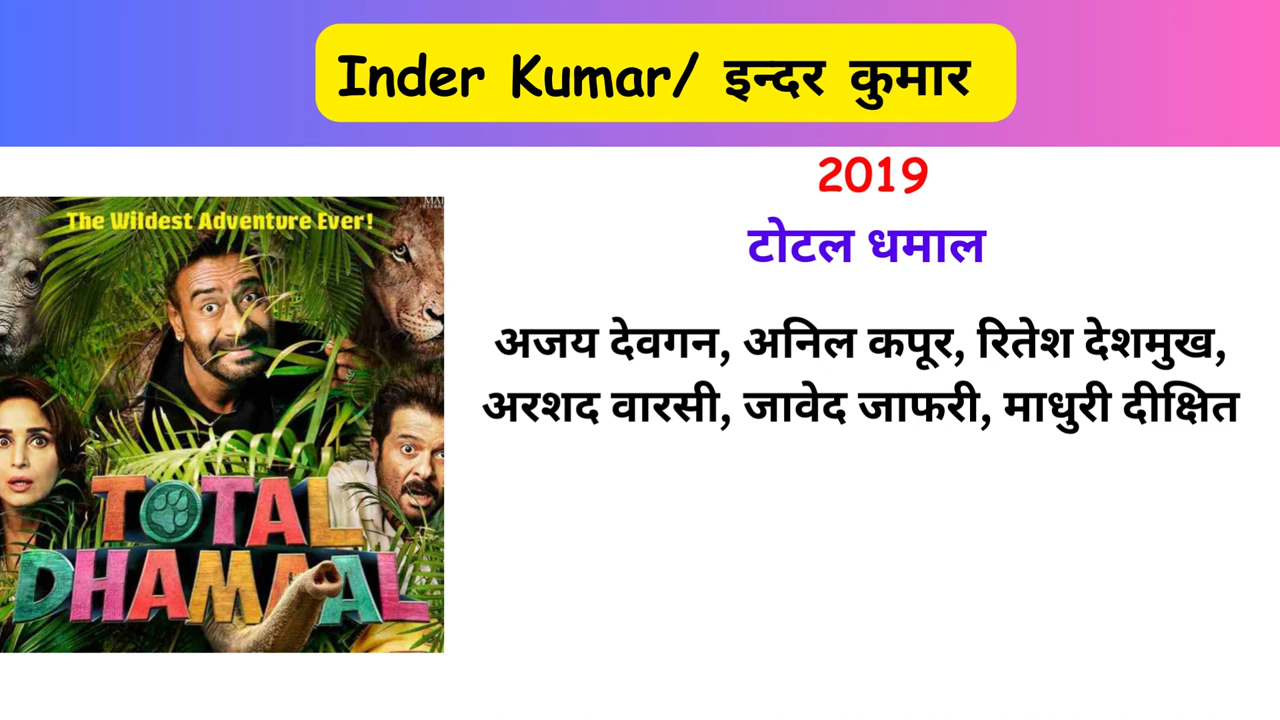 Inder Kumar/ इन्दर कुमार
2019
टोटल धमाल
The Wildest Adventure Ever!
अजय देवगन, अनिल कपूर, रितेश देशमुख,
अरशद वारसी, जावेद जाफरी, माधुरी दीक्षित
TOTAL
DHAMAAL